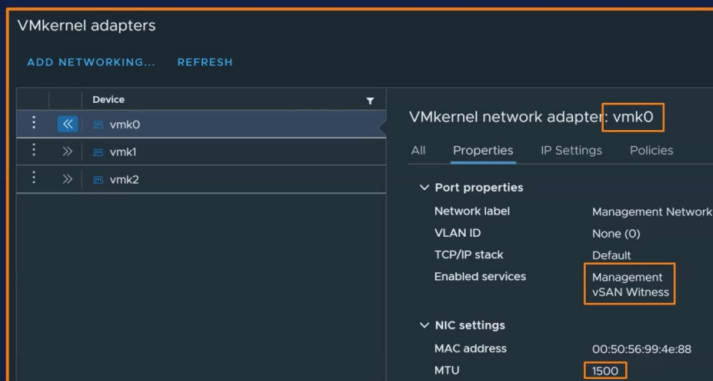 VMkernel adapters
ADD NETWORKING... REFRESH
Device
vmk0
vmk1
vmk2
VMkernel network adapter: vmk0
All Properties IP Settings Policies
Port properties
Network label Management Network
VLAN ID None (0)
TCP/IP stack Default
Enabled services Management
vSAN Witness
NIC settings
MAC address 00:50:56:99:4e:88
MTU 1500